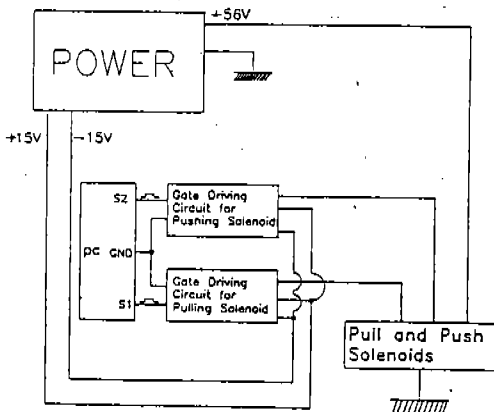 +56V
POWER
+15V
-15V
S2
Gate Driving
Circuit for
Pushing Solenoid
pc GND
Gate Driving
Circuit for
Pulling Solenoid
S1
Pull and Push
Solenoids